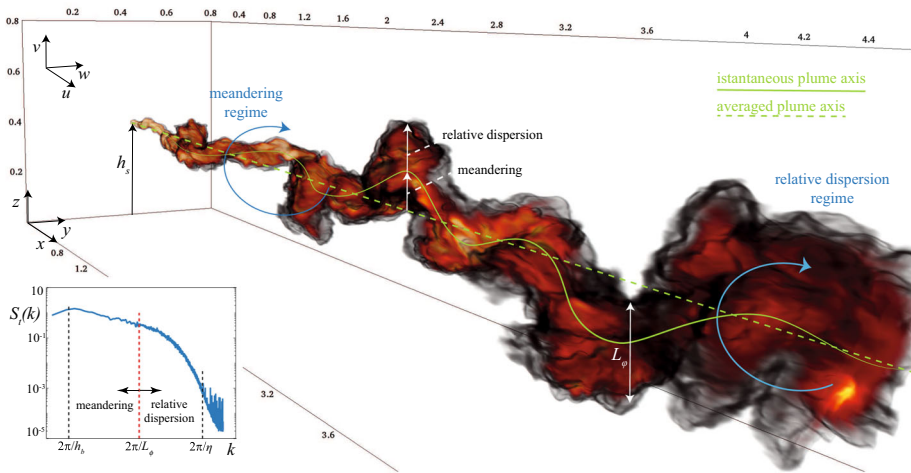 0.8 0.8 0.6 0.4 0.2 0.8 1.2 1.6 2 2.4 2.8 3.2 3.6 4 4.2 4.4
v
w
u
0.6
istantaneous plume axis
averaged plume axis
meandering
regime
0.4
relative dispersion
meandering
h_s
0.2
relative dispersion
regime
z
y
x
0.8
1.2
L_φ
S_t(k)
10
10^-1
10^-3
10^-5
meandering
relative
dispersion
2π/h_b 2π/L_ϕ 2π/η k
3.2
3.6